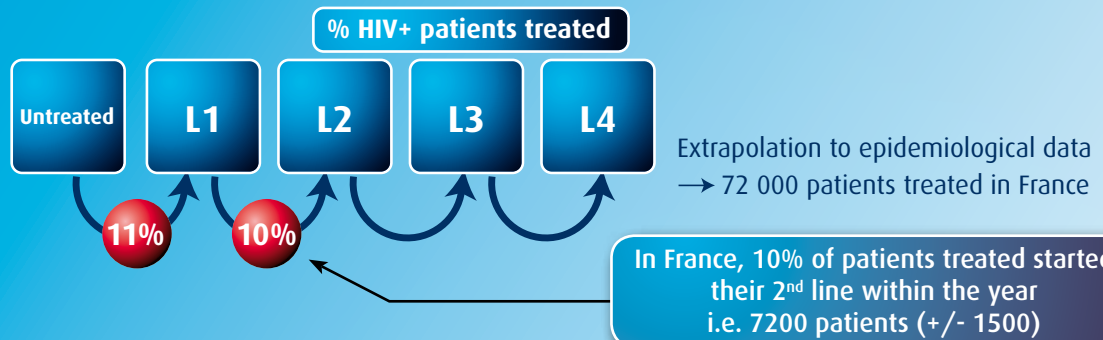 % HIV+ patients treated
Untreated
L1
L2
L3
L4
11%
10%
Extrapolation to epidemiological data
→ 72 000 patients treated in France
In France, 10% of patients treated started
their 2nd line within the year
i.e. 7200 patients (+/- 1500)